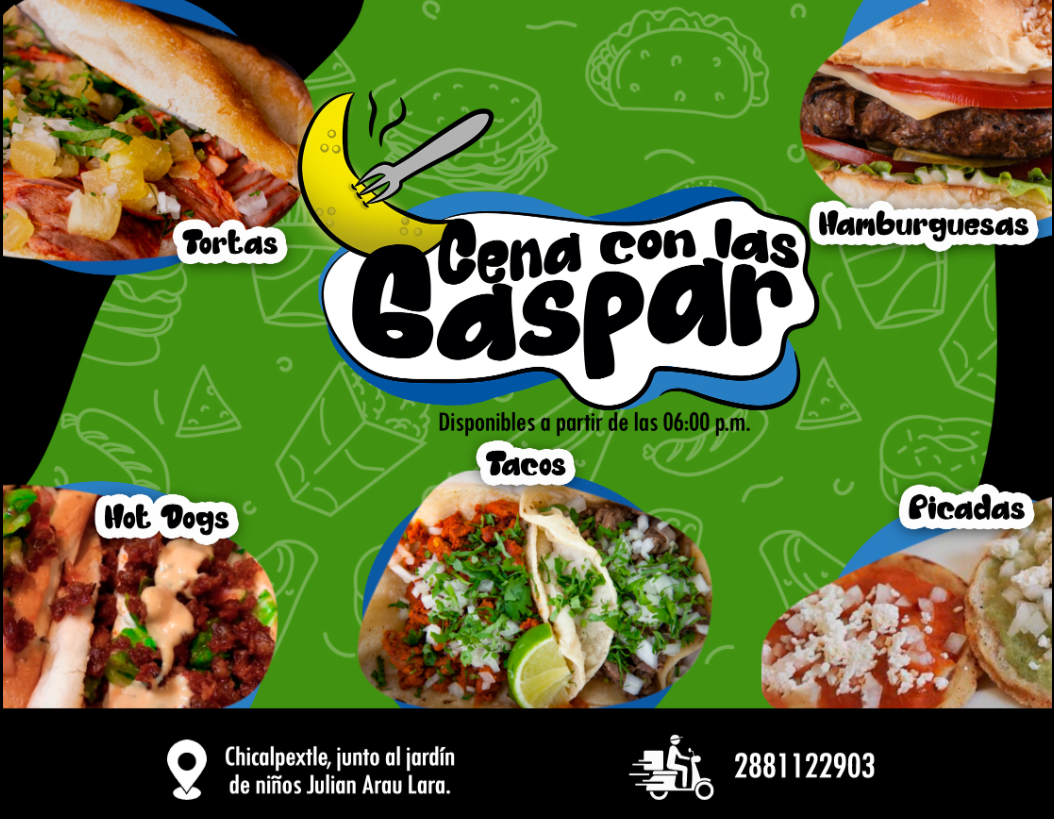 Tortas
Hamburguesas
Cena con las
Gaspar
Disponibles a partir de las 06:00 p.m.
Tacos
Hot Dogs
Picadas
Chicalpextle, junto al jardín
de niños Julian Arau Lara.
2881122903